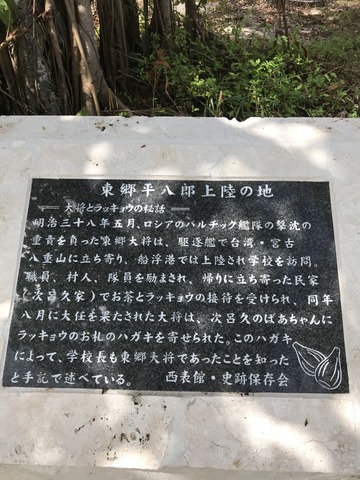 東郷平八郎上陸の地
大将とラッキョウの秘話
明治三十八年五月、ロシアのバルチック艦隊の撃沈の
重責を負った東郷大将は、駆逐艦で台湾・宮古
八重山に立ち寄り、船浮港では上陸され学校を訪問。
職員、村人、隊員を励まされ、帰りに立ち寄った民家
(次呂久家)でお茶とラッキョウの接待を受けられ、同年
八月に大任を果たされた大将は、次呂久のばあちゃんに
ラッキョウのお札のハガキを寄せられた。このハガキ
によって、学校長も東郷大将であったことを知った
と手記で述べている。 西表館・史跡保存会